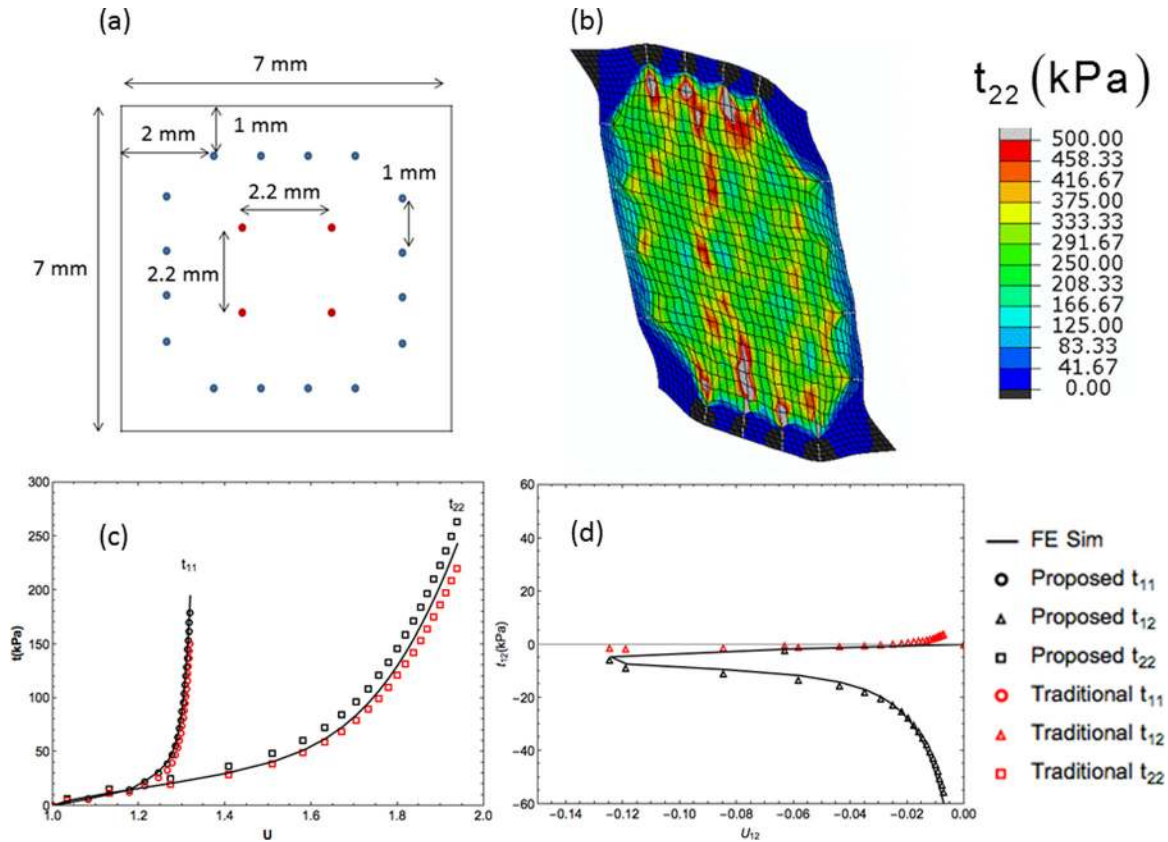 (a)
7 mm
2 mm
1 mm
1 mm
2.2 mm
2.2 mm
7 mm
(b)
t22 (kPa)
500.00
458.33
416.67
375.00
333.33
291.67
250.00
208.33
166.67
125.00
83.33
41.67
0.00
(c)
t(kPa)
300
250
200
150
100
50
0
1.0
1.2
1.4
1.6
1.8
2.0
U
t11
t22
(d)
t12(kPa)
60
40
20
0
−20
−40
−60
−0.14
−0.12
−0.10
−0.08
−0.06
−0.04
−0.02
0.00
U12
FE Sim
Proposed t11
Proposed t12
Proposed t22
Traditional t11
Traditional t12
Traditional t22